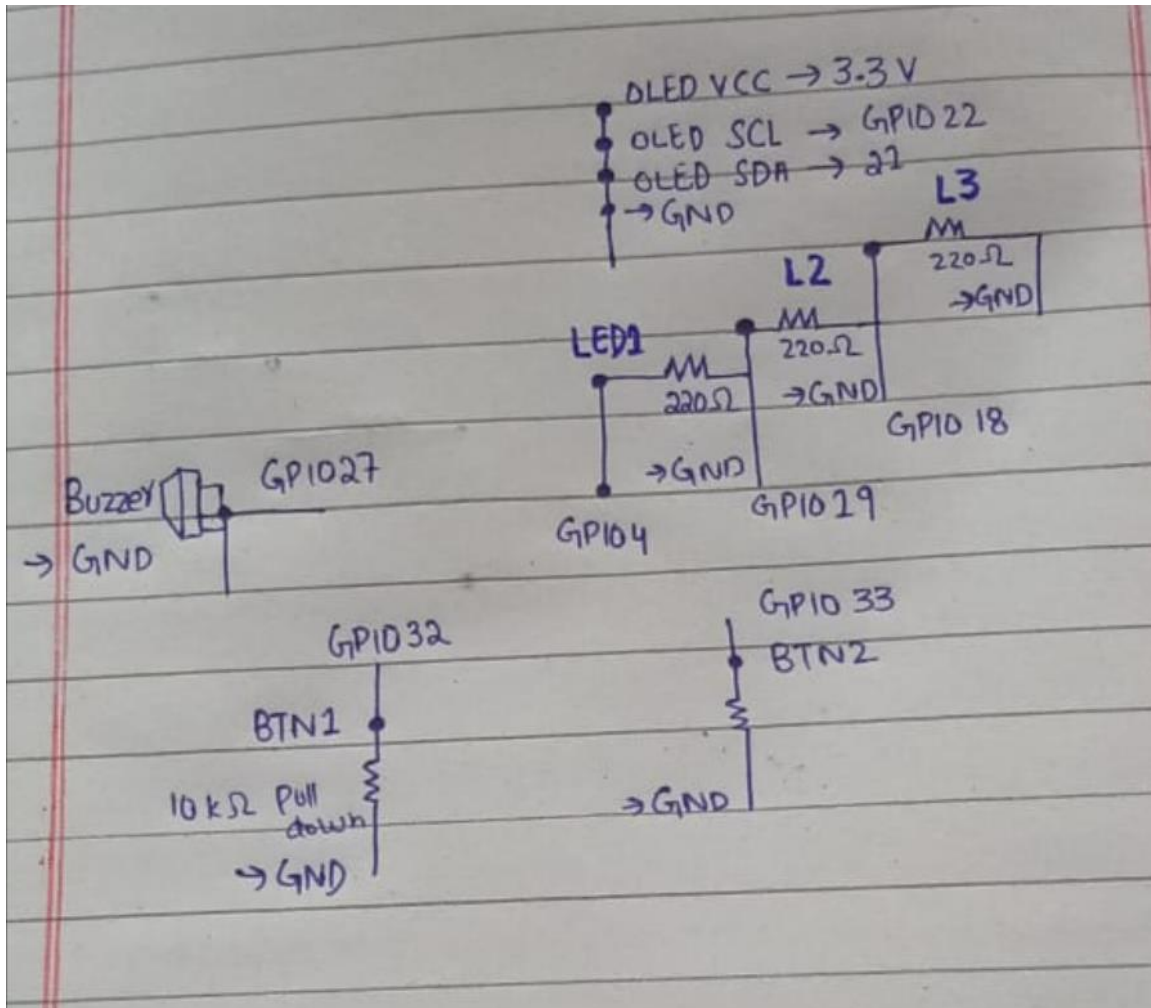 OLED VCC → 3.3 V
OLED SCL → GPIO 22
OLED SDA → 21
→ GND
L3
220Ω
→GND
L2
220Ω
→GND
GPIO 18
LED1
220Ω
→GND
GPIO 19
GPIO4
Buzzer
GPIO27
→ GND
GPIO32
BTN1
10 kΩ Pull
down
→ GND
GPIO 33
BTN2
→GND